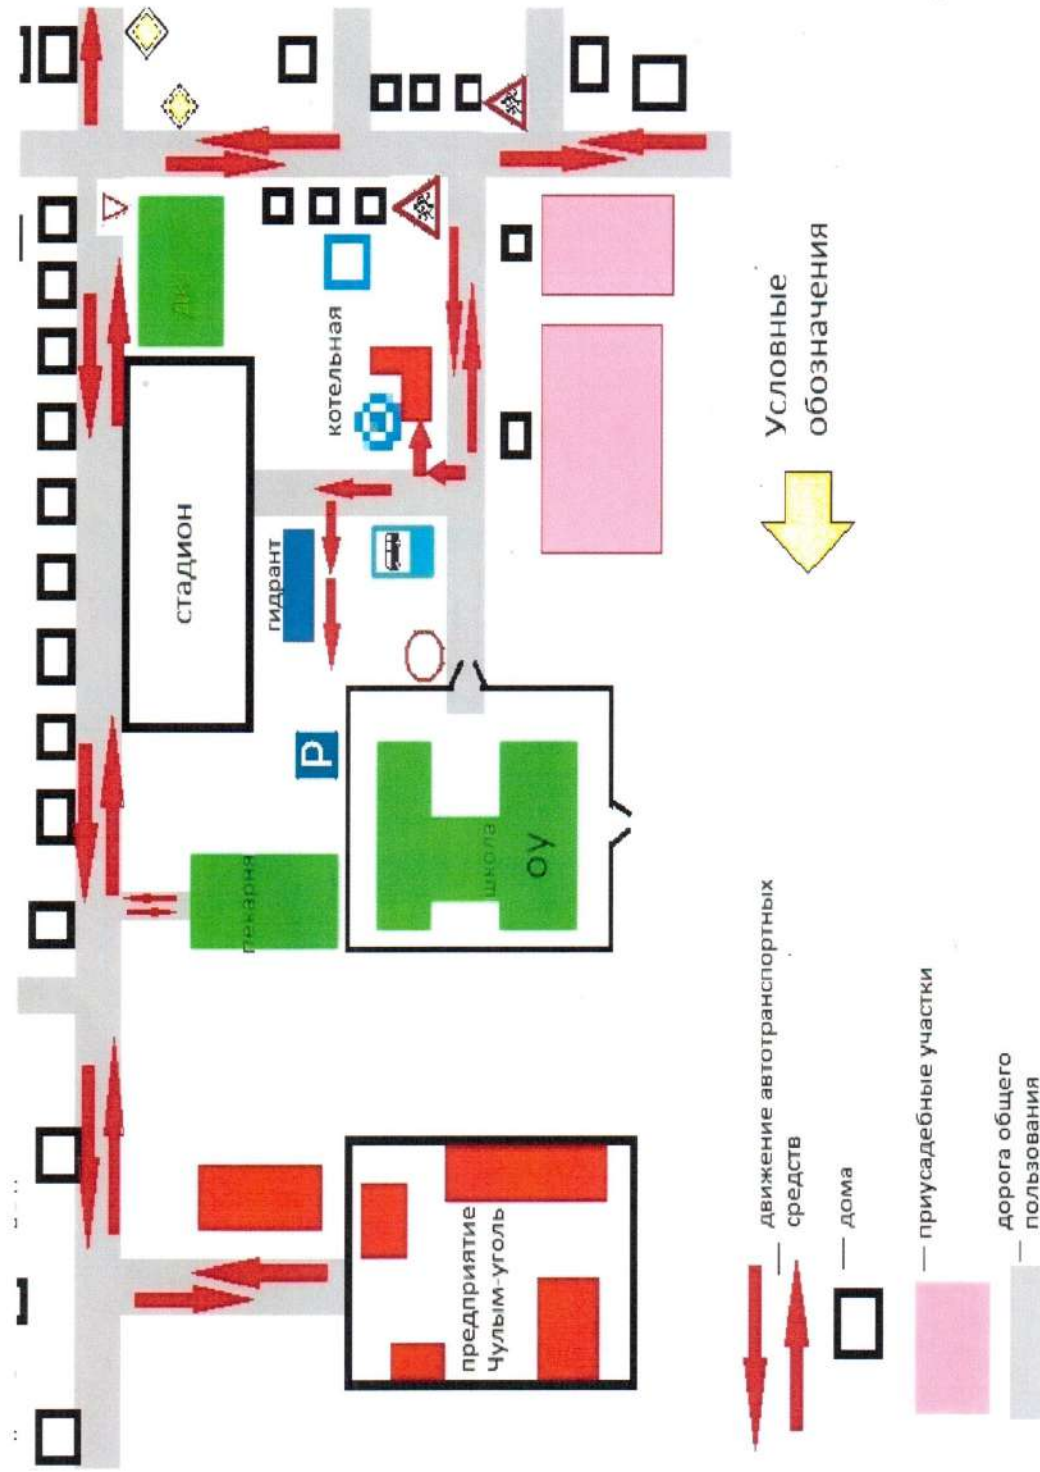 котельная
стадион
гидрант
P
пекарня
школа
ОУ
предприятие
Чулым-уголь
Условные
обозначения
движение автотранспортных
средств
дома
приусадебные участки
дорога общего
пользования